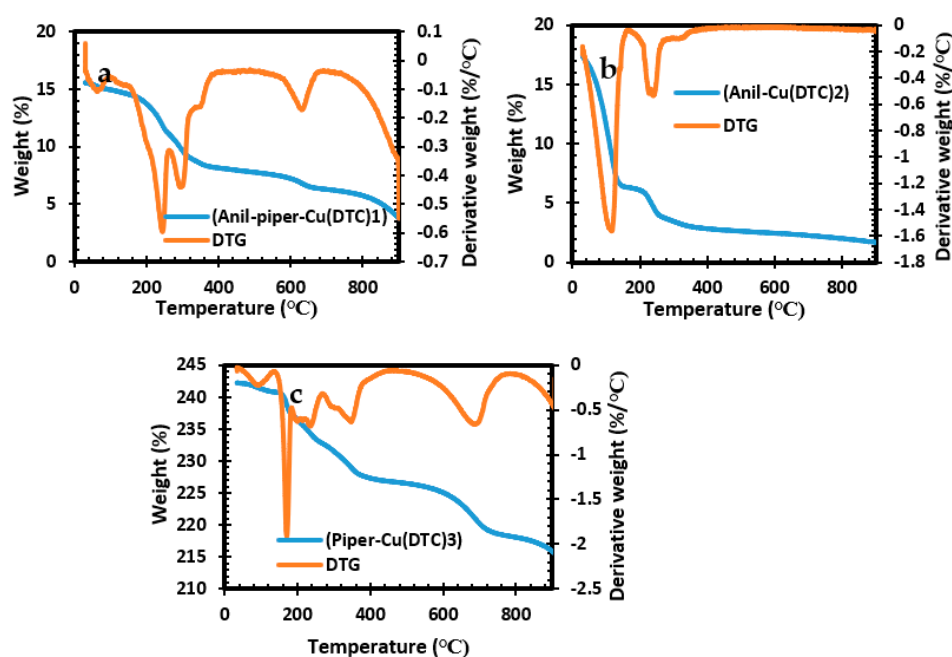 a
20
15
10
5
0
Weight (%)
0.1
0
-0.1
-0.2
-0.3
-0.4
-0.5
-0.6
-0.7
Derivative weight (%/°C)
(Anil-piper-Cu(DTC)1)
DTG
0 200 400 600 800
Temperature (°C)
b
20
15
10
5
0
Weight (%)
0
-0.2
-0.4
-0.6
-0.8
-1
-1.2
-1.4
-1.6
-1.8
Derivative weight (%/°C)
(Anil-Cu(DTC)2)
DTG
0 200 400 600 800
Temperature (°C)
c
245
240
235
230
225
220
215
210
Weight (%)
0
-0.5
-1
-1.5
-2
-2.5
Derivative weight (%/°C)
(Piper-Cu(DTC)3)
DTG
0 200 400 600 800
Temperature (°C)